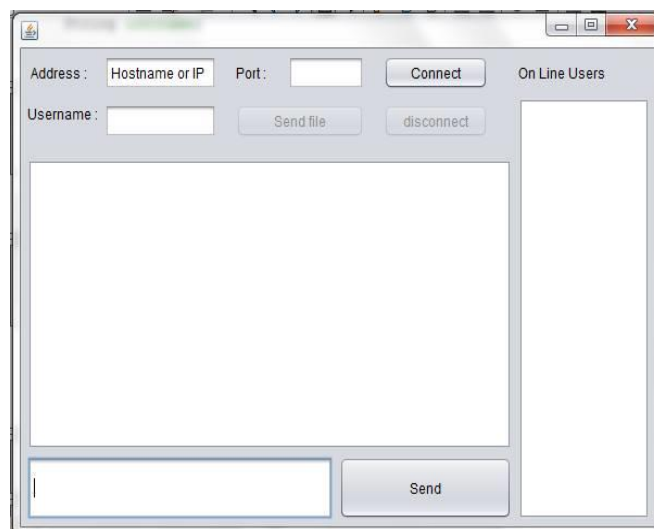 Address : Hostname or IP Port : Connect On Line Users
Username : Send file disconnect
Send